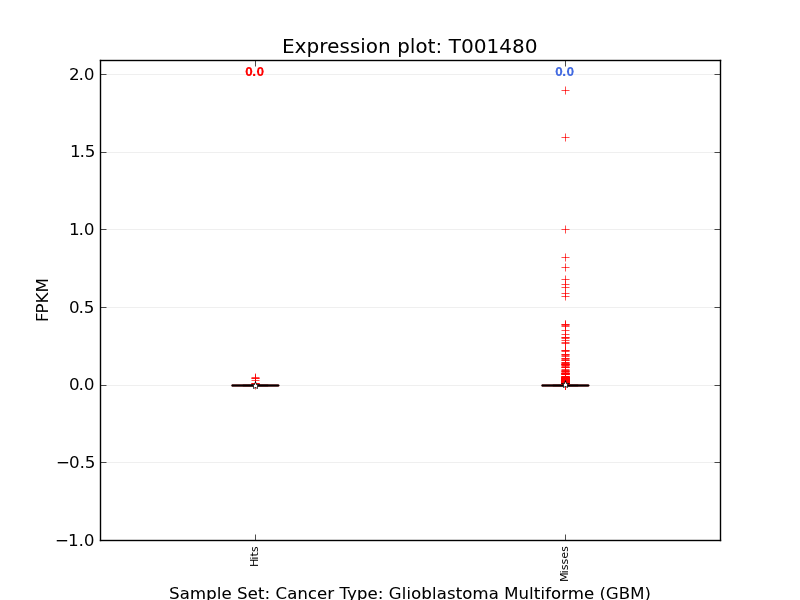 Expression plot: T001480
0.0 0.0
2.0
1.5
1.0
0.5
0.0
−0.5
−1.0
FPKM
Hits
Misses
Sample Set: Cancer Type: Glioblastoma Multiforme (GBM)